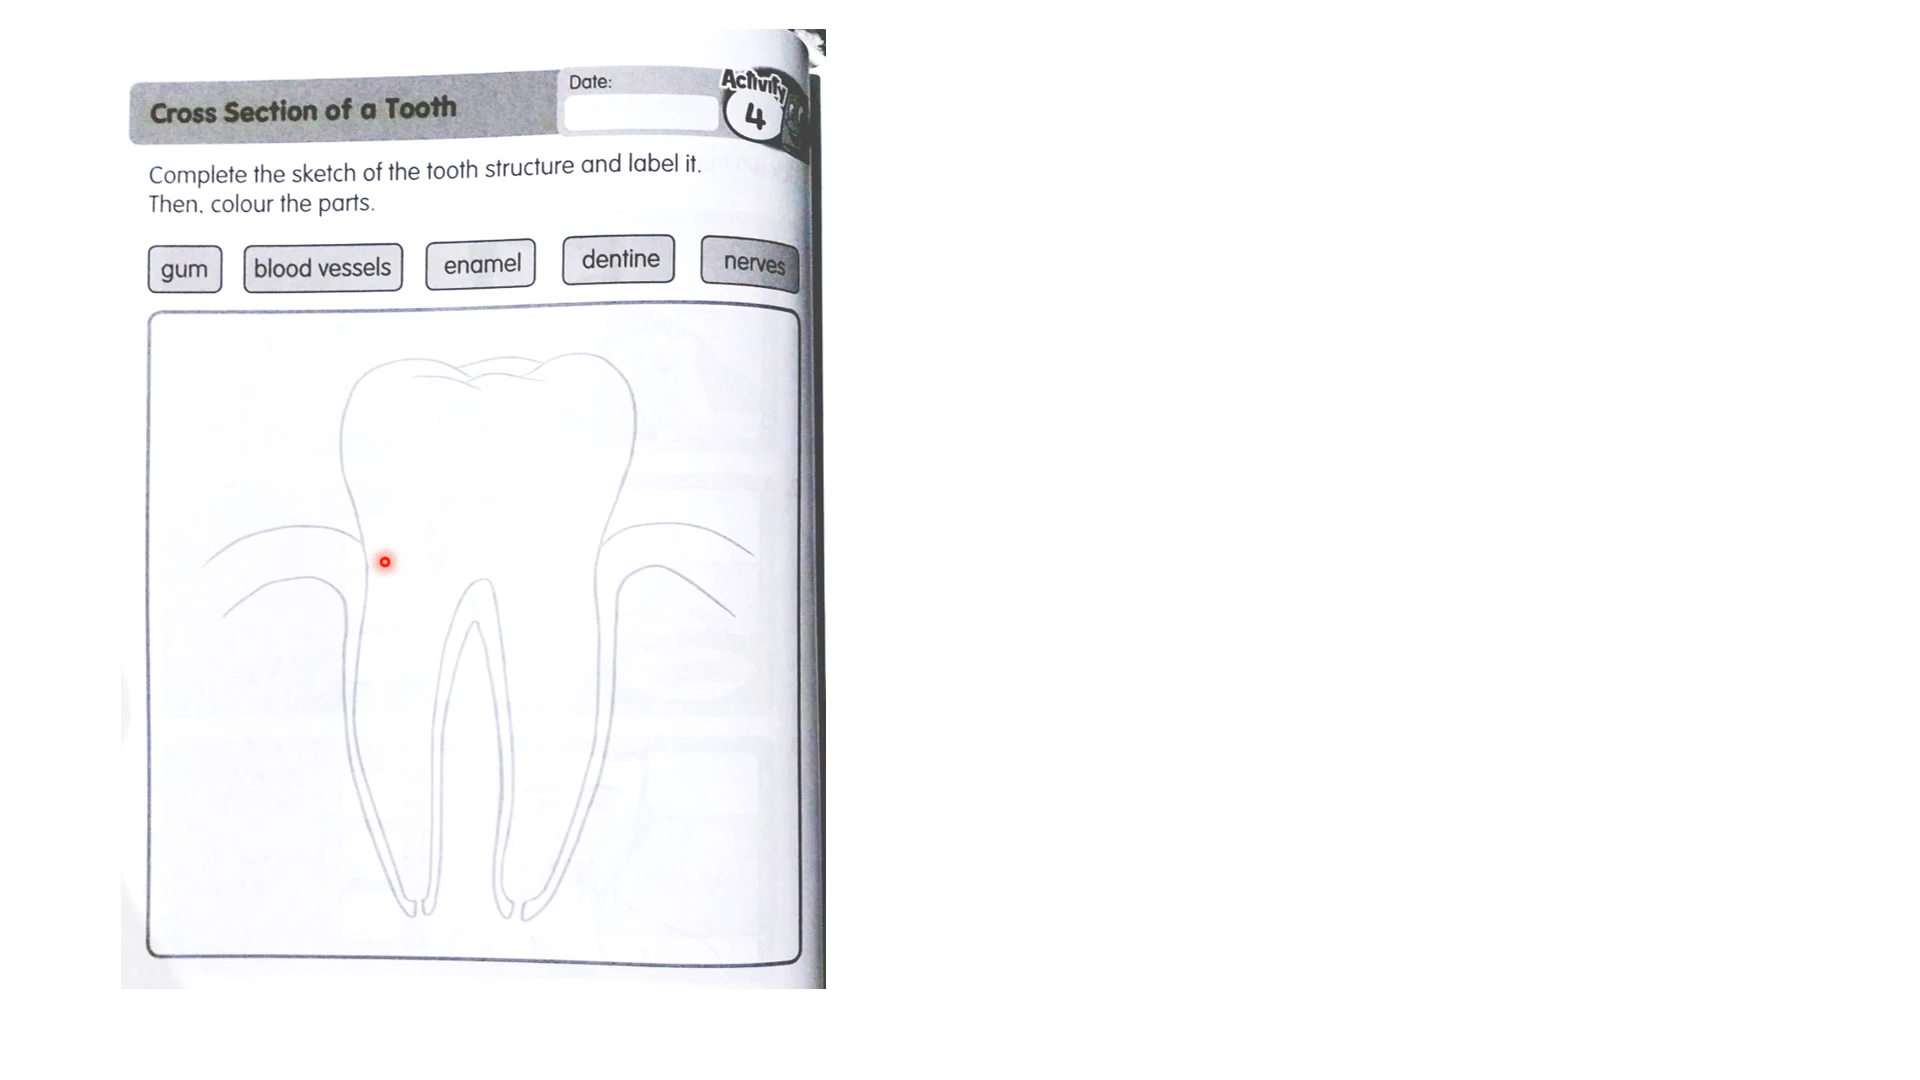 Cross Section of a Tooth
Date:
Activity
4
Complete the sketch of the tooth structure and label it.
Then, colour the parts.
gum
blood vessels
enamel
dentine
nerves